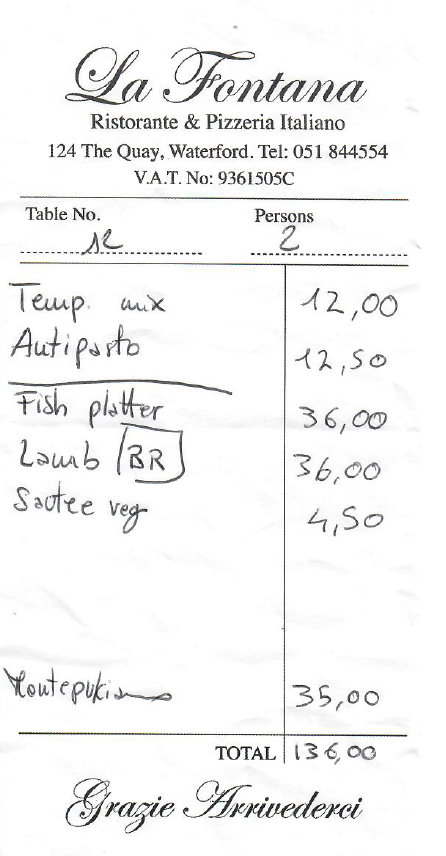 La Fontana
Ristorante & Pizzeria Italiano
124 The Quay, Waterford. Tel: 051 844554
V.A.T. No: 9361505C
Table No. Persons
12 2
Temp. mix 12,00
Antipasto 12,50
Fish platter 36,00
Lamb BR 36,00
Sautee veg 4,50
35,00
TOTAL 136,00
Grazie Arrivederci